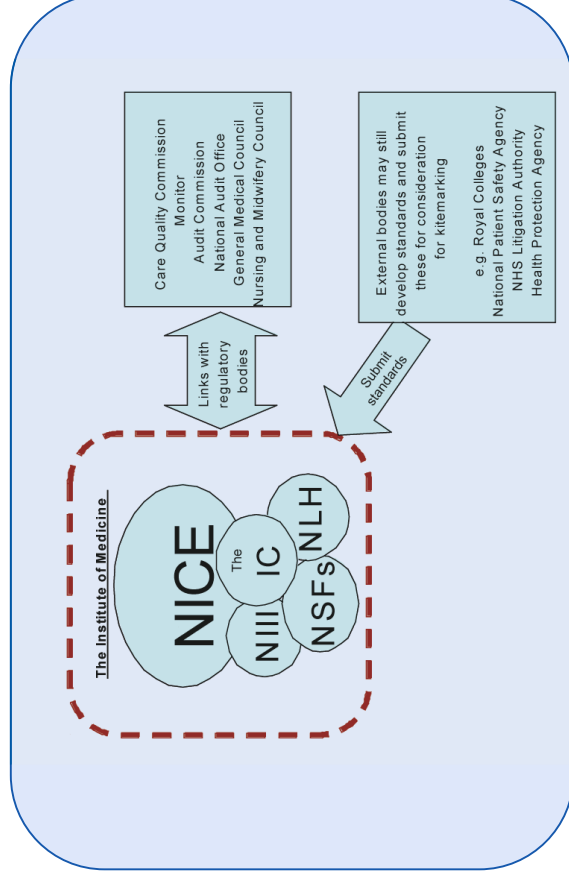 The Institute of Medicine
NICE
The
IC
NIII
NLH
NSFs
Links with
regulatory
bodies
Care Quality Commission
Monitor
Audit Commission
National Audit Office
General Medical Council
Nursing and Midwifery Council
Submit
standards
External bodies may still
develop standards and submit
these for consideration
for kitemarking
e.g. Royal Colleges
National Patient Safety Agency
NHS Litigation Authority
Health Protection Agency